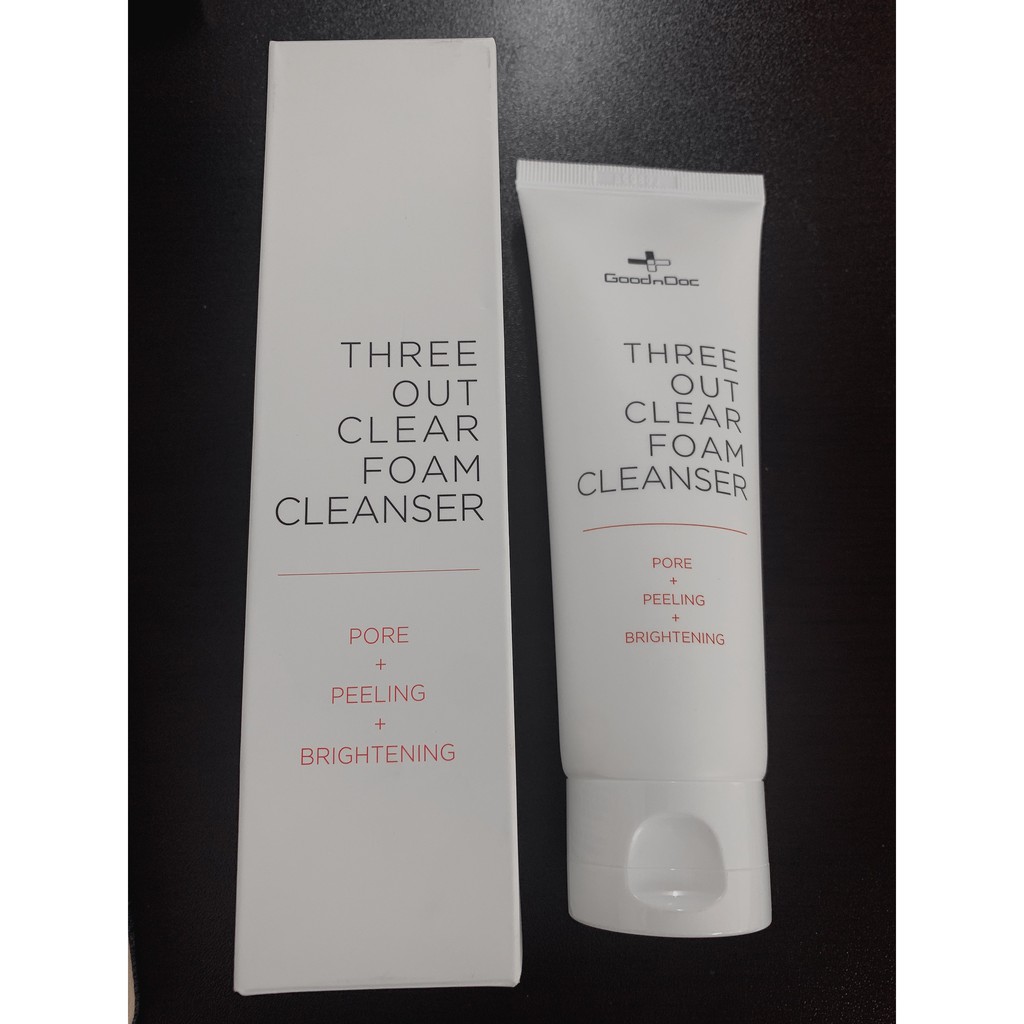 THREE
OUT
CLEAR
FOAM
CLEANSER
PORE
+
PEELING
+
BRIGHTENING
GoodnDoc
THREE
OUT
CLEAR
FOAM
CLEANSER
PORE
+
PEELING
+
BRIGHTENING